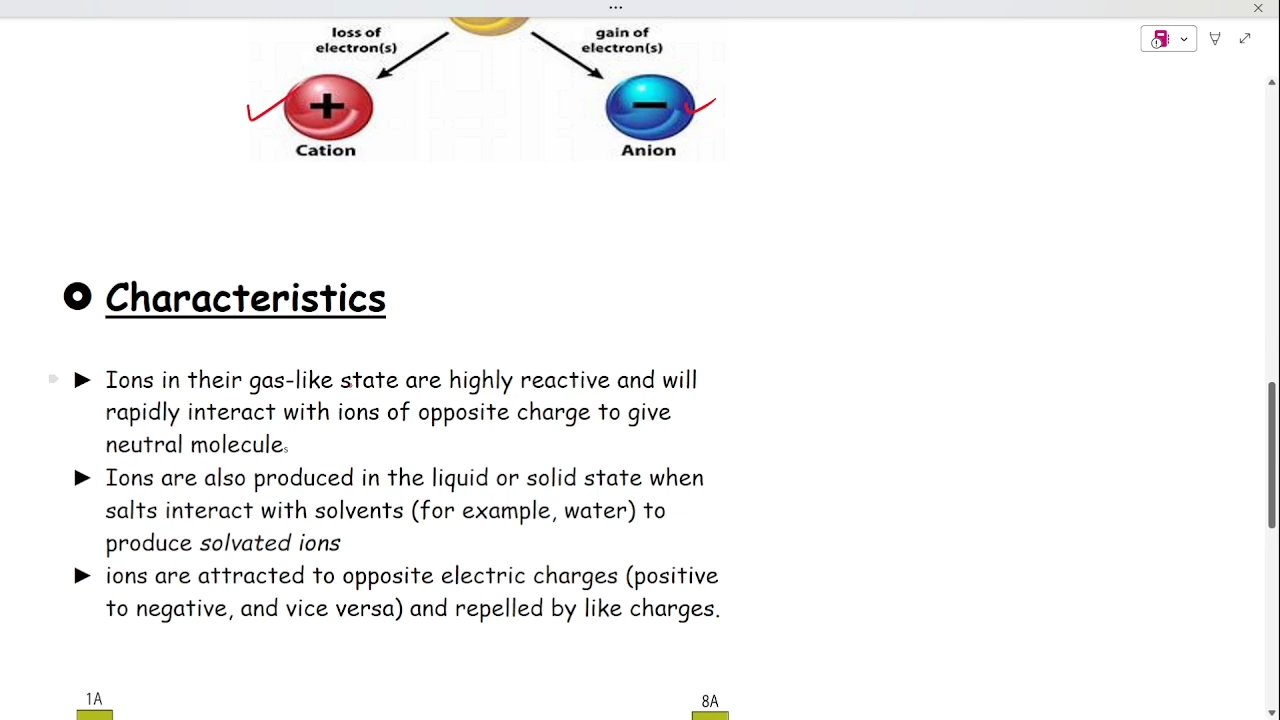 loss of
electron(s)
gain of
electron(s)
+
−
Cation
Anion
Characteristics
► Ions in their gas-like state are highly reactive and will
rapidly interact with ions of opposite charge to give
neutral molecules
► Ions are also produced in the liquid or solid state when
salts interact with solvents (for example, water) to
produce solvated ions
► ions are attracted to opposite electric charges (positive
to negative, and vice versa) and repelled by like charges.
1A
8A